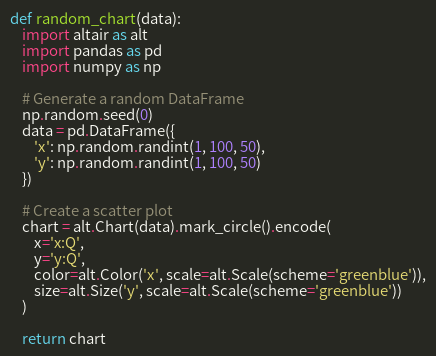 def random_chart(data):
    import altair as alt
    import pandas as pd
    import numpy as np

    # Generate a random DataFrame
    np.random.seed(0)
    data = pd.DataFrame({
        'x': np.random.randint(1, 100, 50),
        'y': np.random.randint(1, 100, 50)
    })

    # Create a scatter plot
    chart = alt.Chart(data).mark_circle().encode(
        x='x:Q',
        y='y:Q',
        color=alt.Color('x', scale=alt.Scale(scheme='greenblue')),
        size=alt.Size('y', scale=alt.Scale(scheme='greenblue'))
    )

    return chart